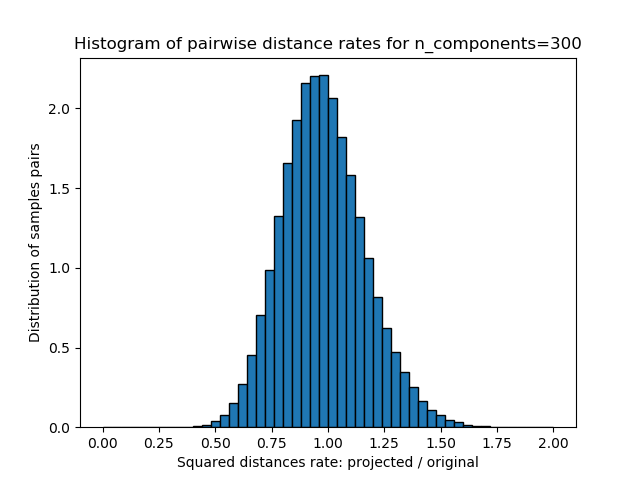 Histogram of pairwise distance rates for n_components=300
Distribution of samples pairs
2.0
1.5
1.0
0.5
0.0
0.00 0.25 0.50 0.75 1.00 1.25 1.50 1.75 2.00
Squared distances rate: projected / original